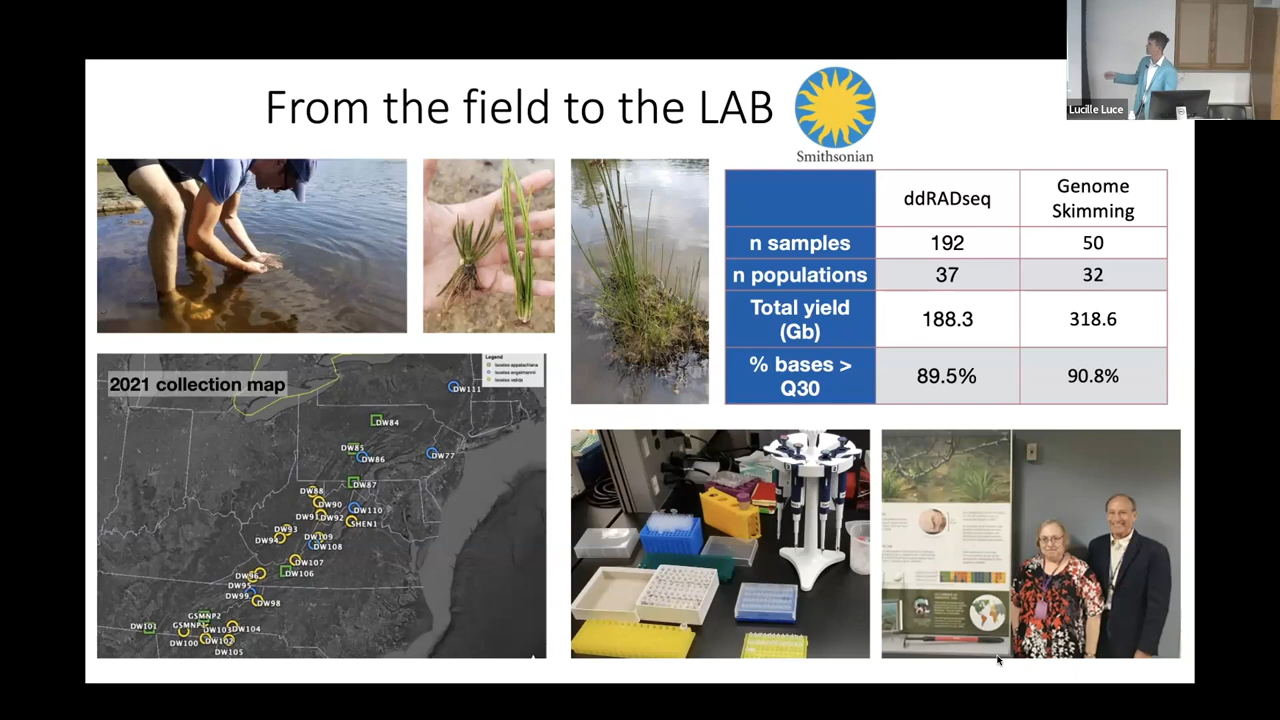 From the field to the LAB
Smithsonian
Lucille Luce
ddRADseq
Genome
Skimming
n samples
192
50
n populations
37
32
Total yield
(Gb)
188.3
318.6
% bases >
Q30
89.5%
90.8%
2021 collection map
Legend
DW111
DW84
DW85
DW86
DW77
DW87
DW88
DW90
DW110
DW92
SHEN1
DW93
DW94
DW109
DW108
DW107
DW106
DW96
DW95
DW99
DW98
GSMNP2
DW101
DW103
DW104
DW100
DW102
DW105